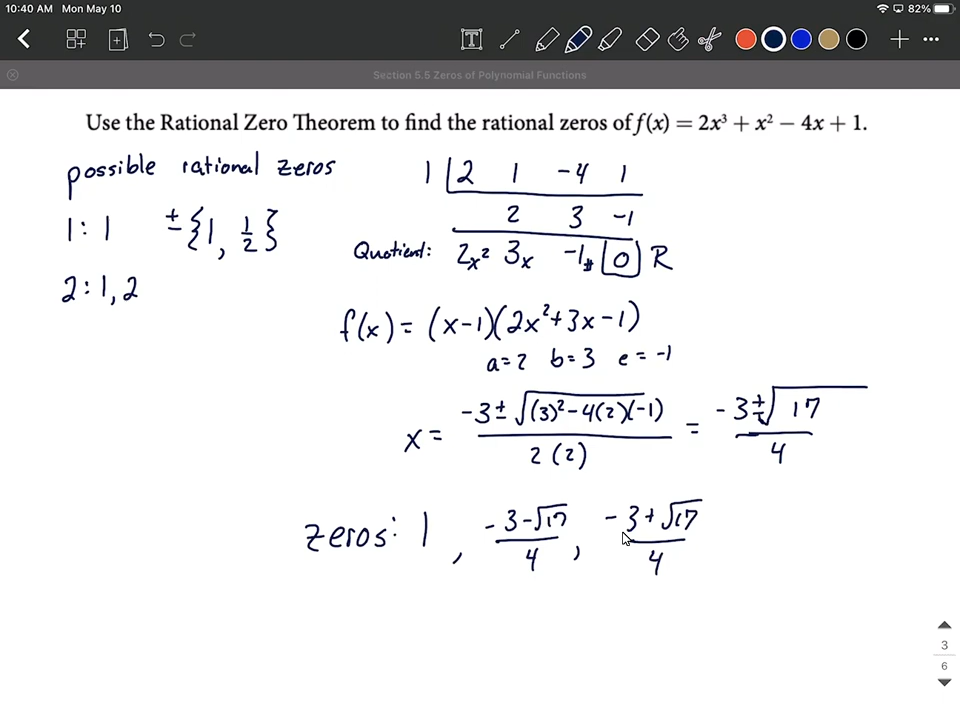 10:40 AM Mon May 10 82%
Section 5.5 Zeros of Polynomial Functions
Use the Rational Zero Theorem to find the rational zeros of f(x) = 2x³ + x² − 4x + 1.
possible rational zeros
1 : 1 ± {1, 1/2}
2 : 1, 2
1 | 2 1 -4 1
2 3 -1
Quotient: 2x² 3x -1# 0 R
f(x) = (x-1)(2x²+3x-1)
a=2 b=3 c=-1
x = (-3 ± √((3)²-4(2)(-1))) / 2(2) = (-3 ± √17) / 4
zeros: 1, (-3-√17)/4, (-3+√17)/4
3
6